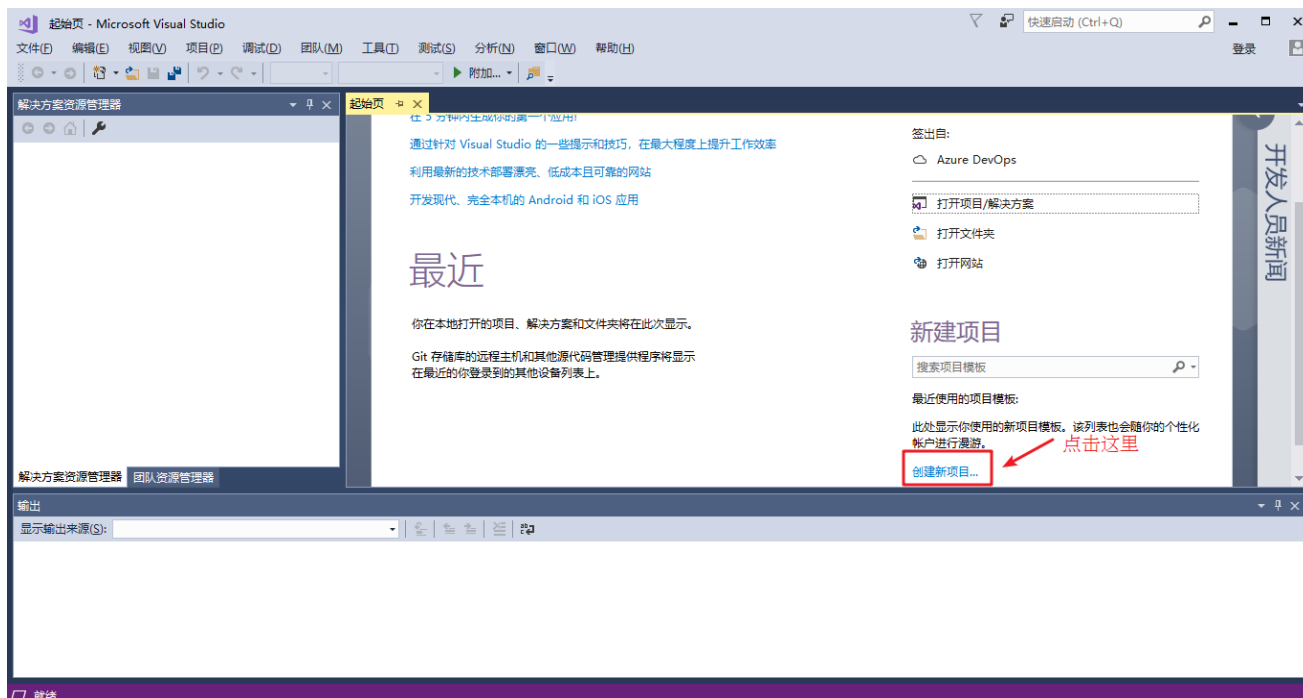 起始页 - Microsoft Visual Studio
快速启动 (Ctrl+Q)
文件(F) 编辑(E) 视图(V) 项目(P) 调试(D) 团队(M) 工具(T) 测试(S) 分析(N) 窗口(W) 帮助(H)
登录
附加...
解决方案资源管理器
起始页
在 5 分钟内生成你的第一个应用!
通过针对 Visual Studio 的一些提示和技巧，在最大程度上提升工作效率
利用最新的技术部署漂亮、低成本且可靠的网站
开发现代、完全本机的 Android 和 iOS 应用
最近
你在本地打开的项目、解决方案和文件夹将在此次显示。
Git 存储库的远程主机和其他源代码管理提供程序将显示
在最近的你登录到的其他设备列表上。
签出自:
Azure DevOps
打开项目/解决方案
打开文件夹
打开网站
新建项目
搜索项目模板
最近使用的项目模板:
此处显示你使用的新项目模板。该列表也会随你的个性化
帐户进行漫游。
点击这里
创建新项目...
开发人员新闻
解决方案资源管理器 团队资源管理器
输出
显示输出来源(S):
就绪